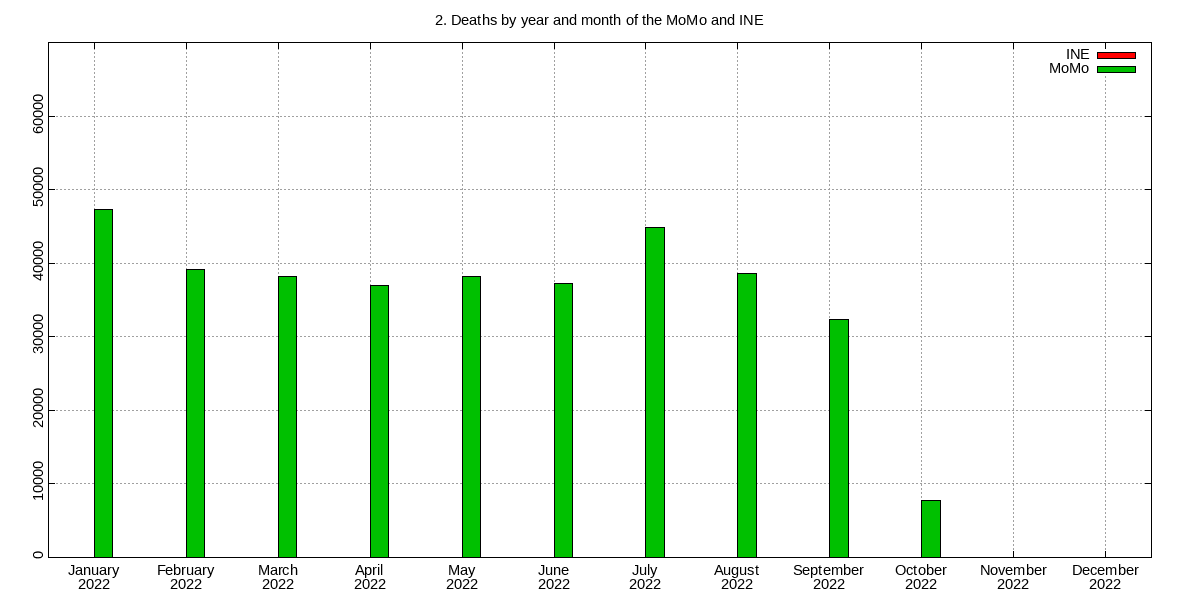 2. Deaths by year and month of the MoMo and INE
INE
MoMo
60000
50000
40000
30000
20000
10000
0
January February March April May June July August September October November December
2022 2022 2022 2022 2022 2022 2022 2022 2022 2022 2022 2022